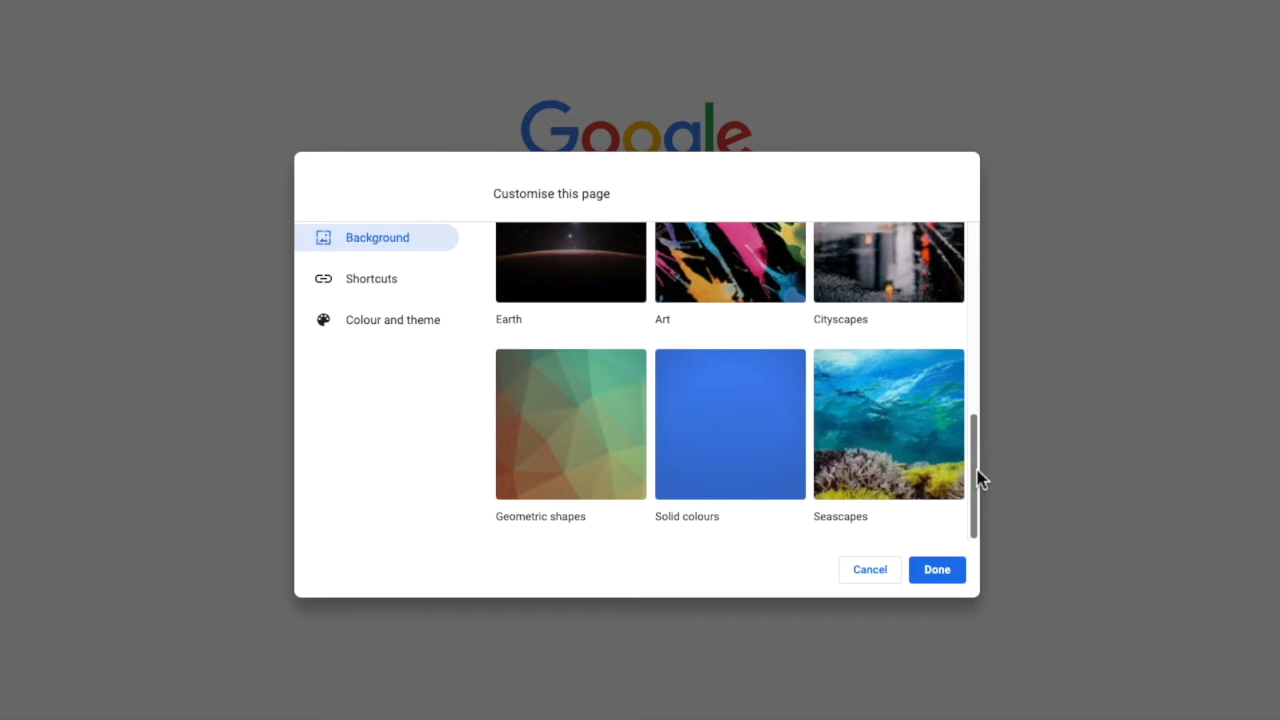 Google
Customise this page
Background
Shortcuts
Colour and theme
Earth
Art
Cityscapes
Geometric shapes
Solid colours
Seascapes
Cancel
Done